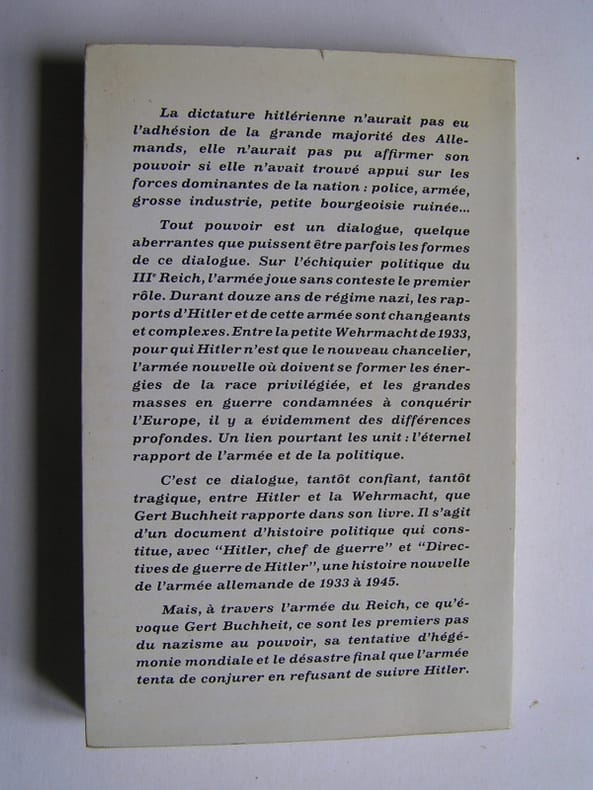 La dictature hitlérienne n'aurait pas eu
l'adhésion de la grande majorité des Alle-
mands, elle n'aurait pas pu affirmer son
pouvoir si elle n'avait trouvé appui sur les
forces dominantes de la nation : police, armée,
grosse industrie, petite bourgeoisie ruinée...
Tout pouvoir est un dialogue, quelque
aberrantes que puissent être parfois les formes
de ce dialogue. Sur l'échiquier politique du
IIIe Reich, l'armée joue sans conteste le premier
rôle. Durant douze ans de régime nazi, les rap-
ports d'Hitler et de cette armée sont changeants
et complexes. Entre la petite Wehrmacht de 1933,
pour qui Hitler n'est que le nouveau chancelier,
l'armée nouvelle où doivent se former les éner-
gies de la race privilégiée, et les grandes
masses en guerre condamnées à conquérir
l'Europe, il y a évidemment des différences
profondes. Un lien pourtant les unit : l'éternel
rapport de l'armée et de la politique.
C'est ce dialogue, tantôt confiant, tantôt
tragique, entre Hitler et la Wehrmacht, que
Gert Buchheit rapporte dans son livre. Il s'agit
d'un document d'histoire politique qui cons-
titue, avec "Hitler, chef de guerre" et "Direc-
tives de guerre de Hitler", une histoire nouvelle
de l'armée allemande de 1933 à 1945.
Mais, à travers l'armée du Reich, ce qu'é-
voque Gert Buchheit, ce sont les premiers pas
du nazisme au pouvoir, sa tentative d'hégé-
monie mondiale et le désastre final que l'armée
tenta de conjurer en refusant de suivre Hitler.